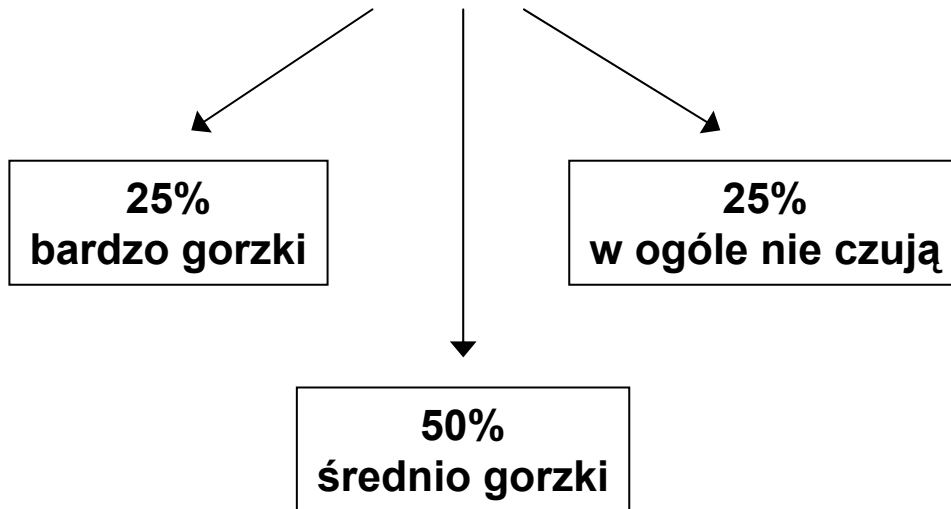 25%
bardzo gorzki
25%
w ogóle nie czują
50%
średnio gorzki